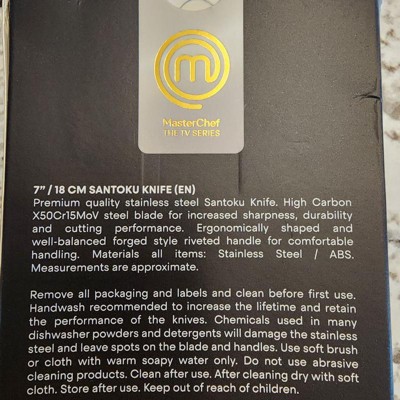 m
MasterChef
THE TV SERIES
7" / 18 CM SANTOKU KNIFE (EN)
Premium quality stainless steel Santoku Knife. High Carbon
X50Cr15MoV steel blade for increased sharpness, durability
and cutting performance. Ergonomically shaped and
well-balanced forged style riveted handle for comfortable
handling. Materials all items: Stainless Steel / ABS.
Measurements are approximate.
Remove all packaging and labels and clean before first use.
Handwash recommended to increase the lifetime and retain
the performance of the knives. Chemicals used in many
dishwasher powders and detergents will damage the stainless
steel and leave spots on the blade and handles. Use soft brush
or cloth with warm soapy water only. Do not use abrasive
cleaning products. Clean after use. After cleaning dry with soft
cloth. Store after use. Keep out of reach of children.